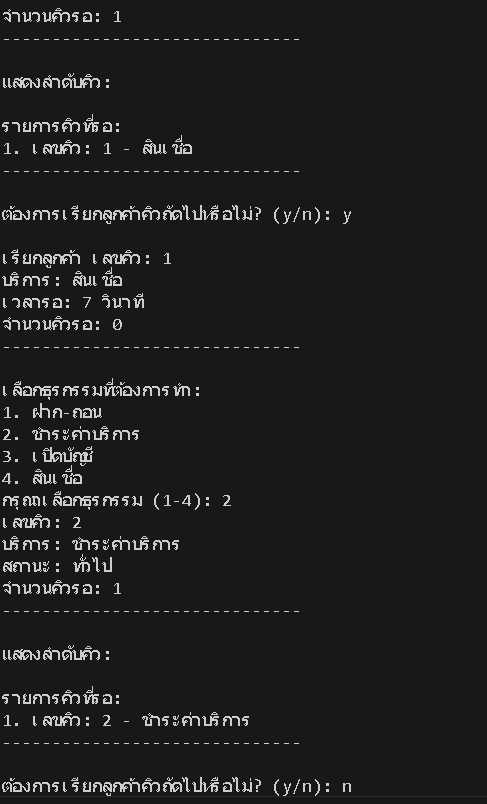 จำนวนคิวรอ: 1
------------------------------
แสดงลำดับคิว:
รายการคิวที่รอ:
1. เลขคิว: 1 - สินเชื่อ
------------------------------
ต้องการเรียกลูกค้าคิวถัดไปหรือไม่? (y/n): y
เรียกลูกค้า เลขคิว: 1
บริการ: สินเชื่อ
เวลารอ: 7 วินาที
จำนวนคิวรอ: 0
------------------------------
เลือกธุรกรรมที่ต้องการทำ:
1. ฝาก-ถอน
2. ชำระค่าบริการ
3. เปิดบัญชี
4. สินเชื่อ
กรุณาเลือกธุรกรรม (1-4): 2
เลขคิว: 2
บริการ: ชำระค่าบริการ
สถานะ: ทั่วไป
จำนวนคิวรอ: 1
------------------------------
แสดงลำดับคิว:
รายการคิวที่รอ:
1. เลขคิว: 2 - ชำระค่าบริการ
------------------------------
ต้องการเรียกลูกค้าคิวถัดไปหรือไม่? (y/n): n